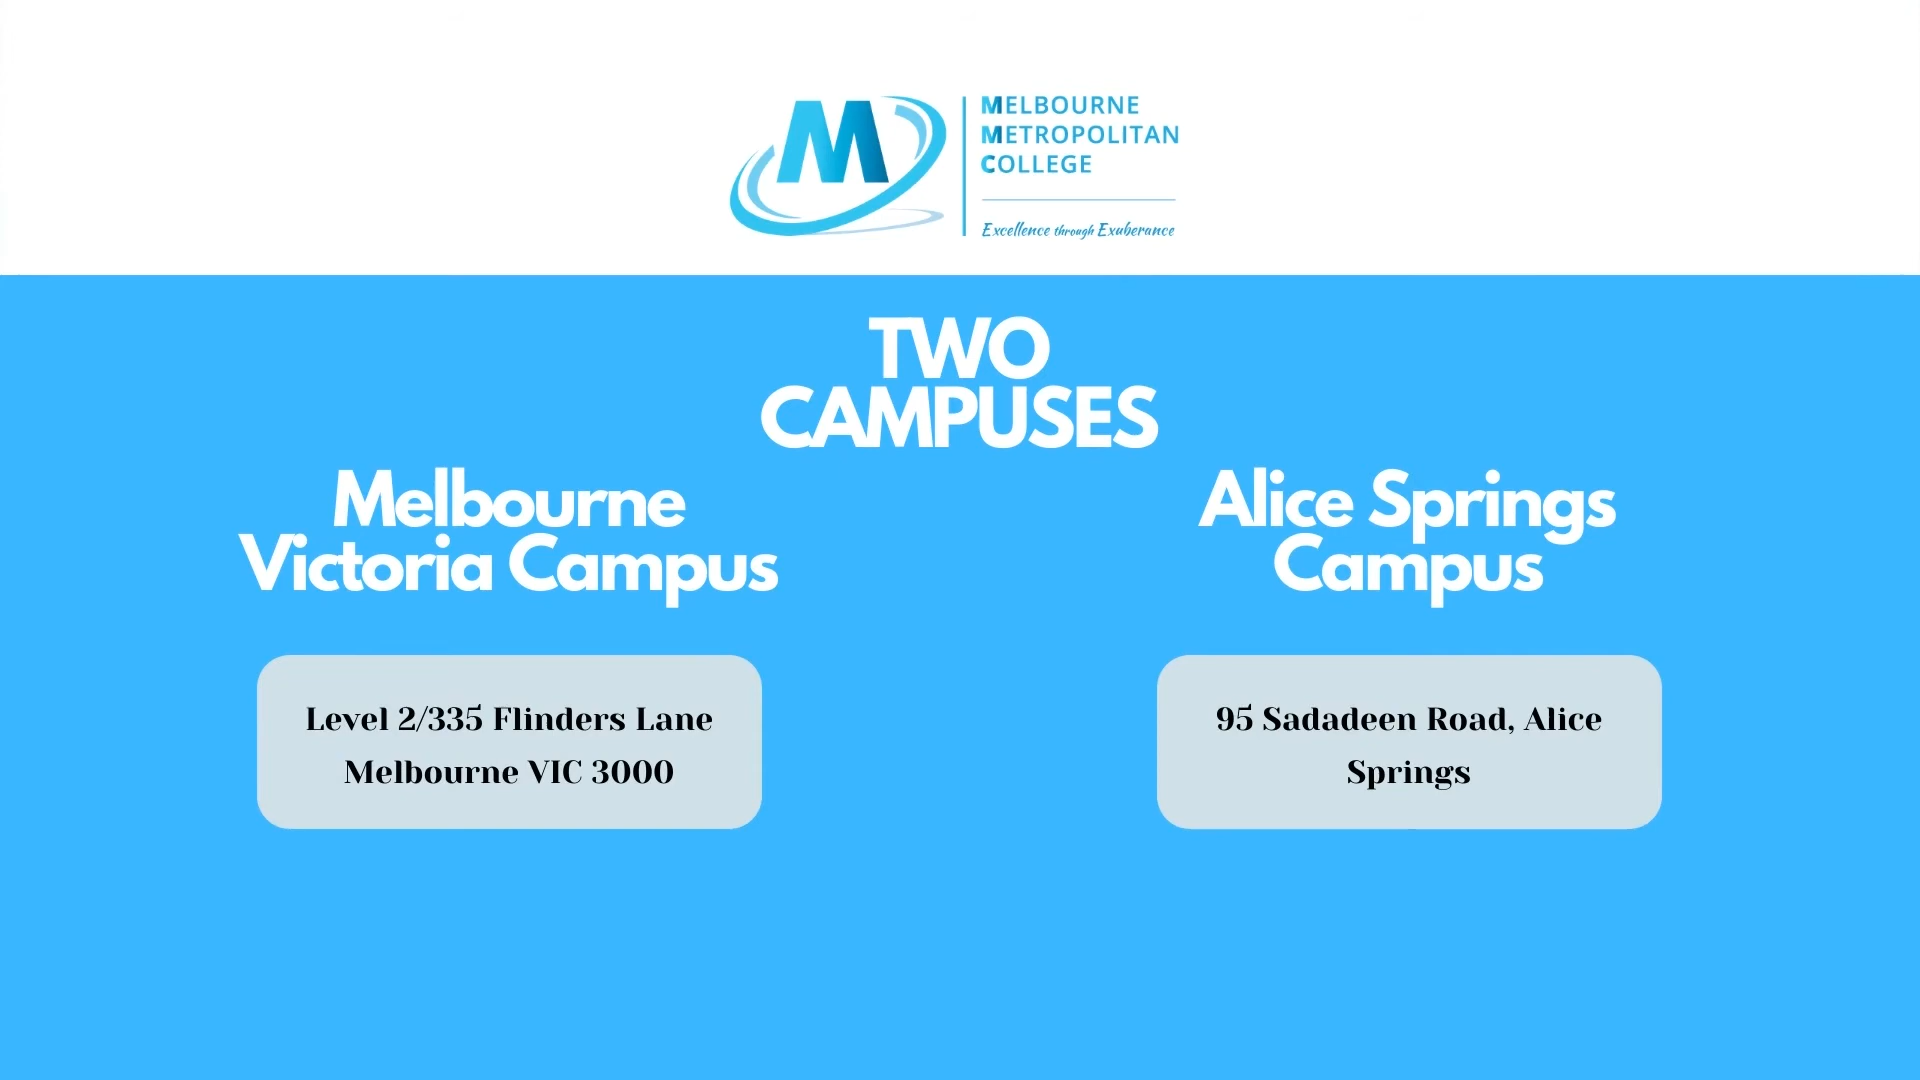 M
MELBOURNE
METROPOLITAN
COLLEGE
Excellence through Exuberance
TWO
CAMPUSES
Melbourne
Victoria Campus
Level 2/335 Flinders Lane
Melbourne VIC 3000
Alice Springs
Campus
95 Sadadeen Road, Alice
Springs